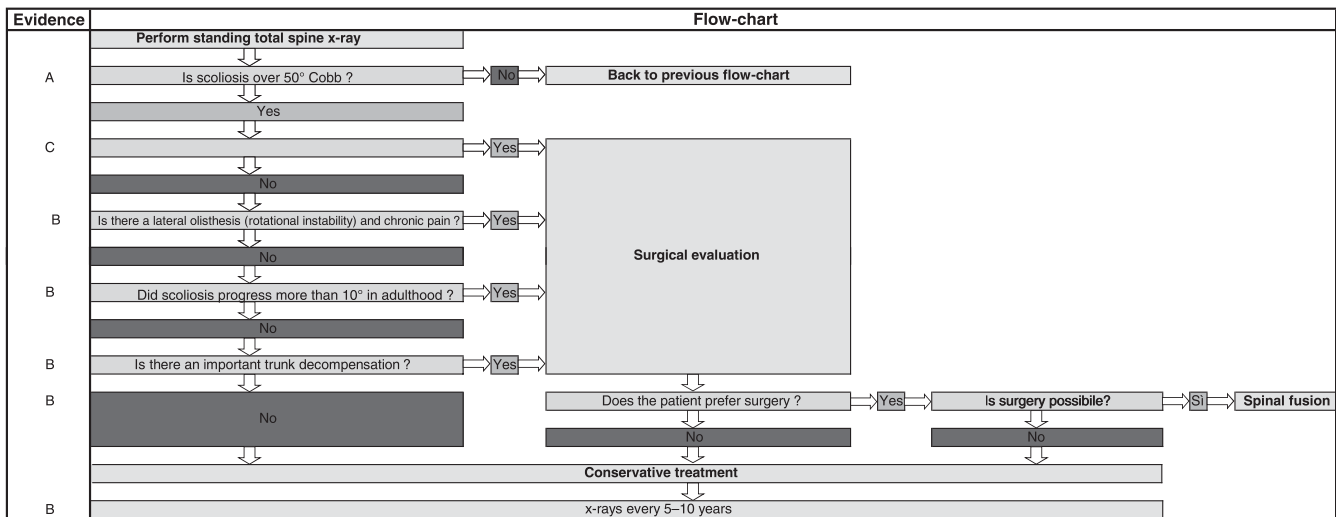 Evidence Flow-chart
Perform standing total spine x-ray
A Is scoliosis over 50° Cobb ? No Back to previous flow-chart
Yes
C Yes
No
B Is there a lateral olisthesis (rotational instability) and chronic pain ? Yes
No Surgical evaluation
B Did scoliosis progress more than 10° in adulthood ? Yes
No
B Is there an important trunk decompensation ? Yes
B Does the patient prefer surgery ? Yes Is surgery possibile? Sì Spinal fusion
No
No No
Conservative treatment
B x-rays every 5–10 years